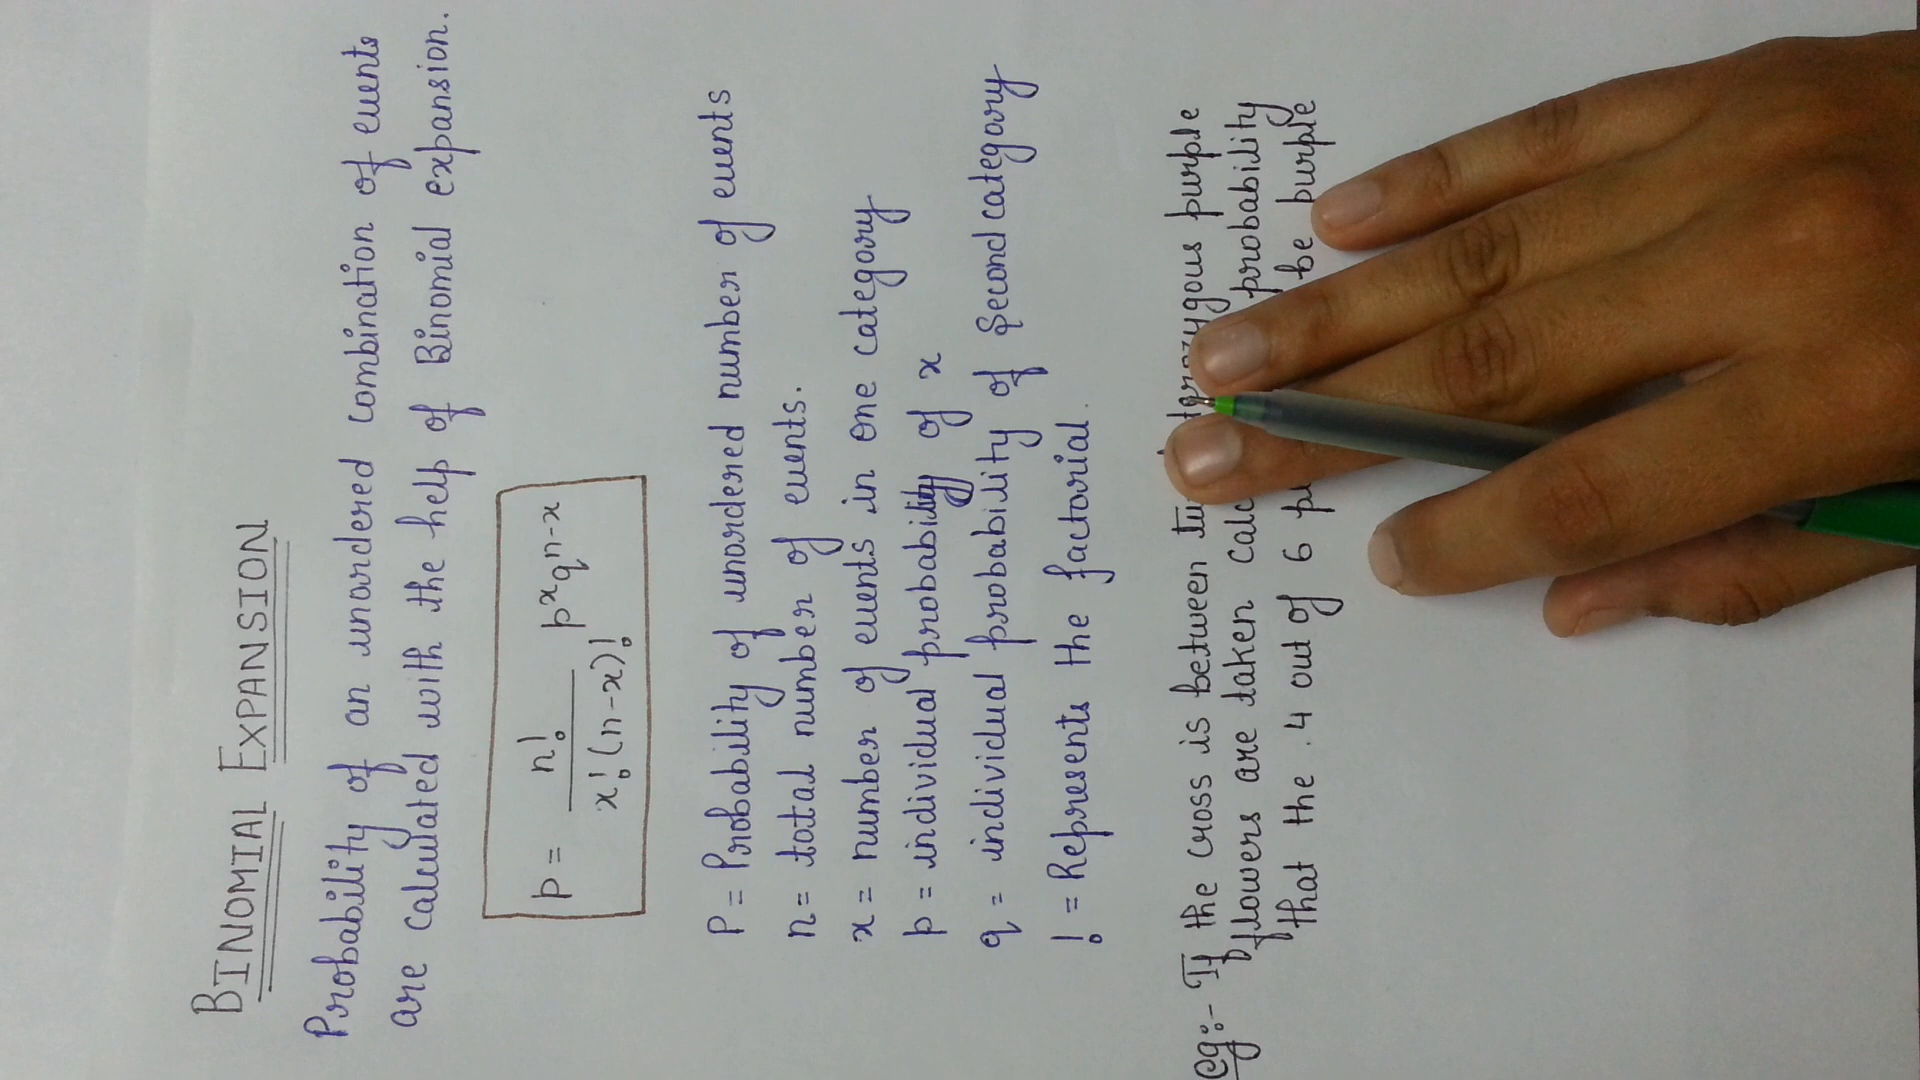 BINOMIAL EXPANSION
Probability of an unordered combination of events
are calculated with the help of Binomial expansion.
p = n! / x!(n-x)! p^x q^n-x
P = Probability of unordered number of events
n = total number of events.
x = number of events in one category
p = individual probability of x
q = individual probability of second category
! = Represents the factorial.
eg:- If the cross is between purple
flowers are taken probability
that the .4 out of 6 be purple